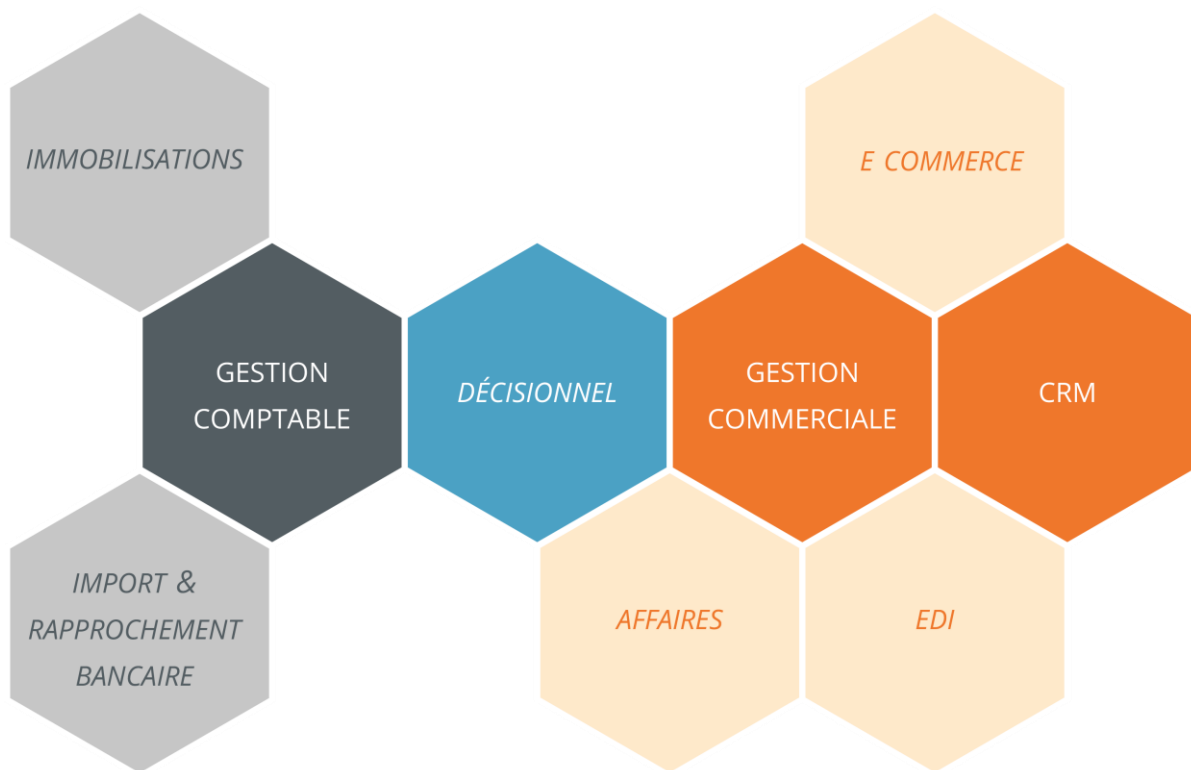 IMMOBILISATIONS
E COMMERCE
GESTION
COMPTABLE
DÉCISIONNEL
GESTION
COMMERCIALE
CRM
IMPORT &
RAPPROCHEMENT
BANCAIRE
AFFAIRES
EDI